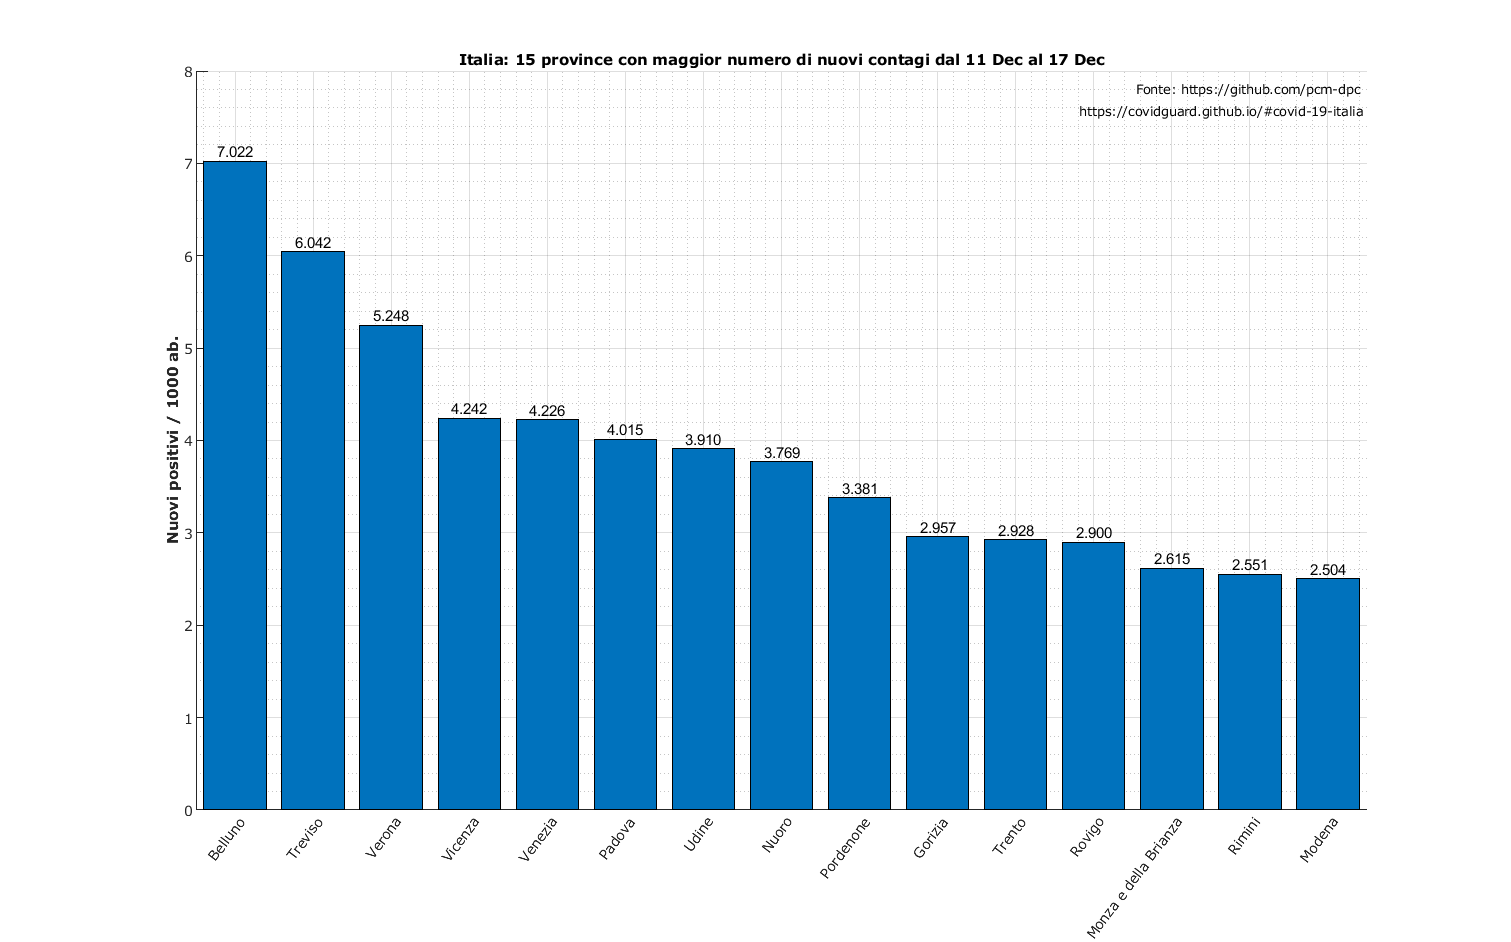 Italia: 15 province con maggior numero di nuovi contagi dal 11 Dec al 17 Dec
Fonte: https://github.com/pcm-dpc
https://covidguard.github.io/#covid-19-italia
Nuovi positivi / 1000 ab.
8
7
6
5
4
3
2
1
0
7.022
6.042
5.248
4.242
4.226
4.015
3.910
3.769
3.381
2.957
2.928
2.900
2.615
2.551
2.504
Belluno
Treviso
Verona
Vicenza
Venezia
Padova
Udine
Nuoro
Pordenone
Gorizia
Trento
Rovigo
Monza e della Brianza
Rimini
Modena